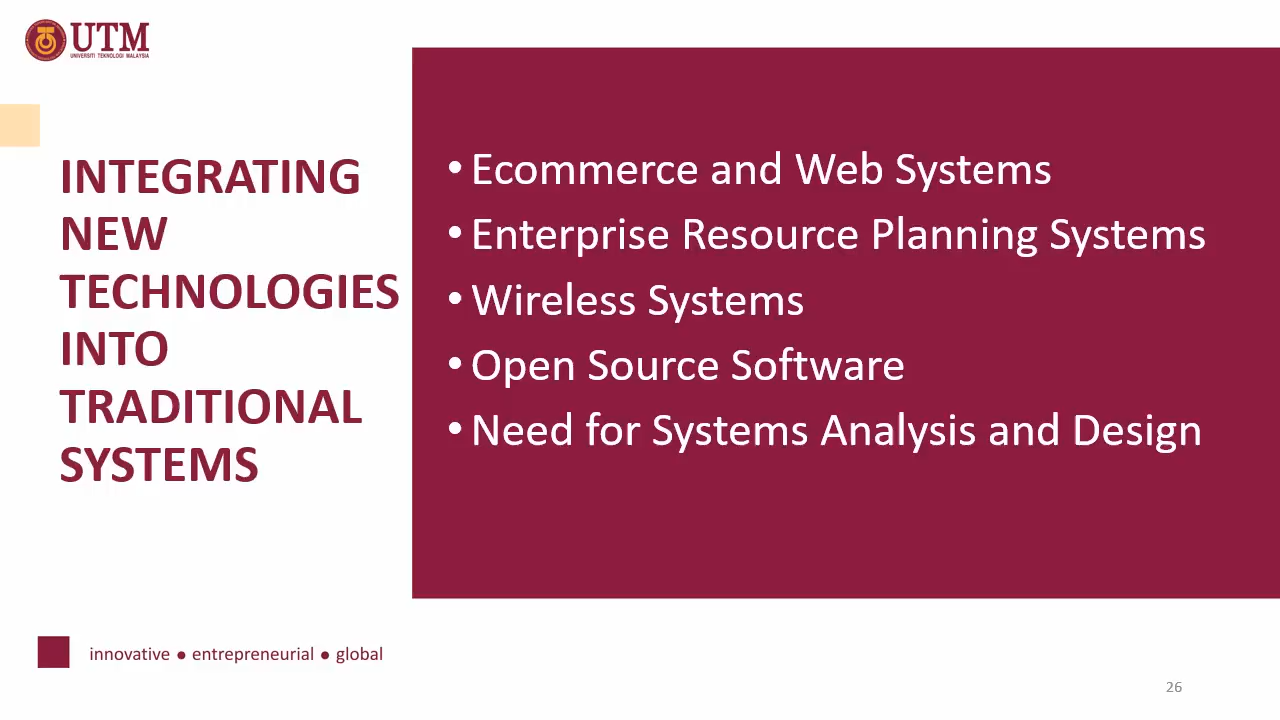 UTM
UNIVERSITI TEKNOLOGI MALAYSIA
INTEGRATING
NEW
TECHNOLOGIES
INTO
TRADITIONAL
SYSTEMS
• Ecommerce and Web Systems
• Enterprise Resource Planning Systems
• Wireless Systems
• Open Source Software
• Need for Systems Analysis and Design
innovative ● entrepreneurial ● global
26